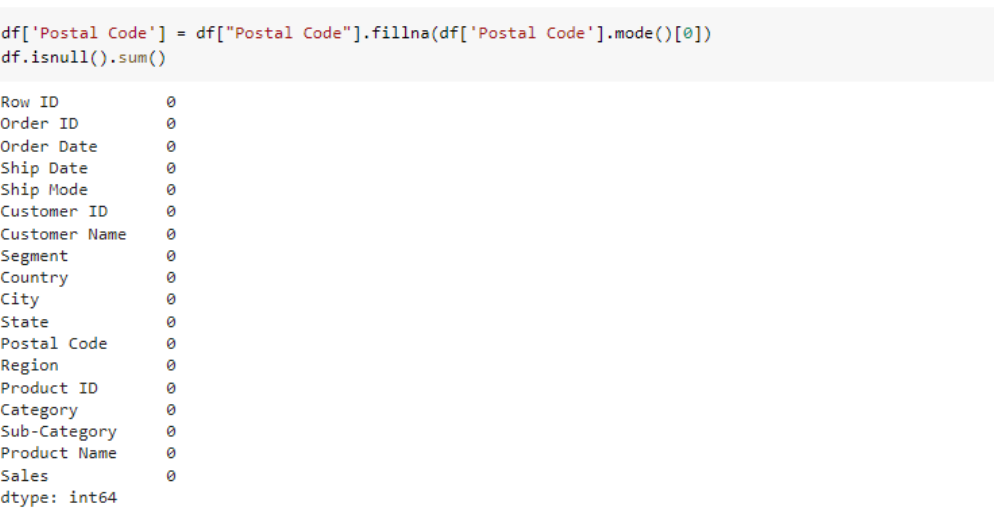 df['Postal Code'] = df["Postal Code"].fillna(df['Postal Code'].mode()[0])
df.isnull().sum()
Row ID 0
Order ID 0
Order Date 0
Ship Date 0
Ship Mode 0
Customer ID 0
Customer Name 0
Segment 0
Country 0
City 0
State 0
Postal Code 0
Region 0
Product ID 0
Category 0
Sub-Category 0
Product Name 0
Sales 0
dtype: int64